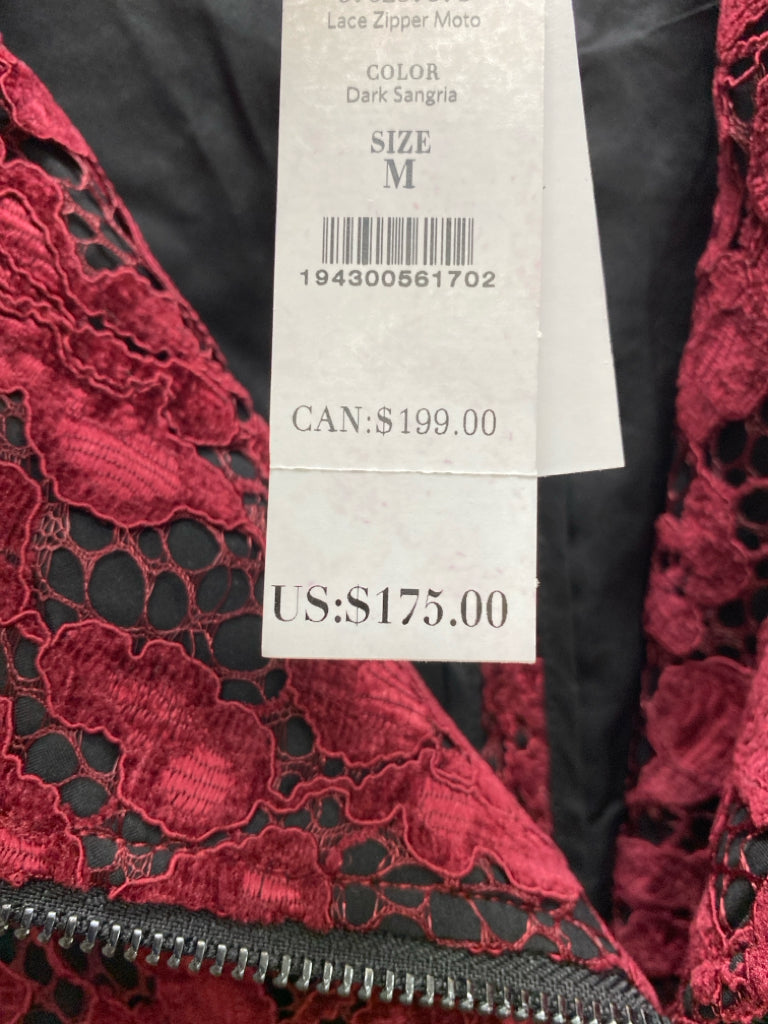 Lace Zipper Moto
COLOR
Dark Sangria
SIZE
M
194300561702
CAN:$199.00
US:$175.00